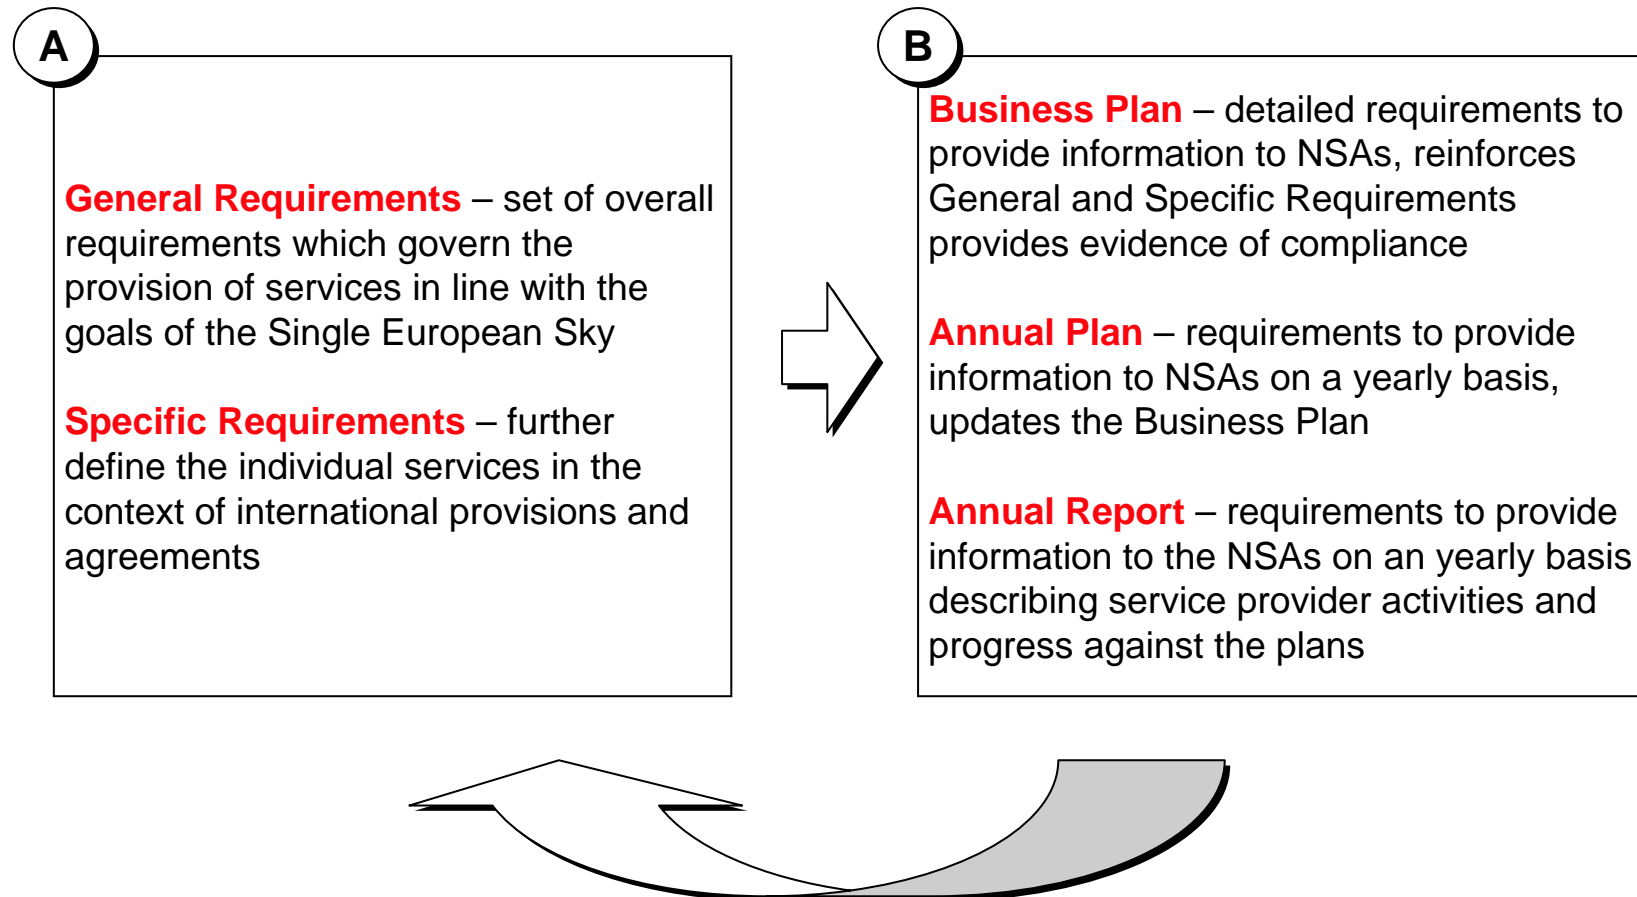 A
General Requirements – set of overall
requirements which govern the
provision of services in line with the
goals of the Single European Sky
Specific Requirements – further
define the individual services in the
context of international provisions and
agreements
B
Business Plan – detailed requirements to
provide information to NSAs, reinforces
General and Specific Requirements
provides evidence of compliance
Annual Plan – requirements to provide
information to NSAs on a yearly basis,
updates the Business Plan
Annual Report – requirements to provide
information to the NSAs on an yearly basis
describing service provider activities and
progress against the plans